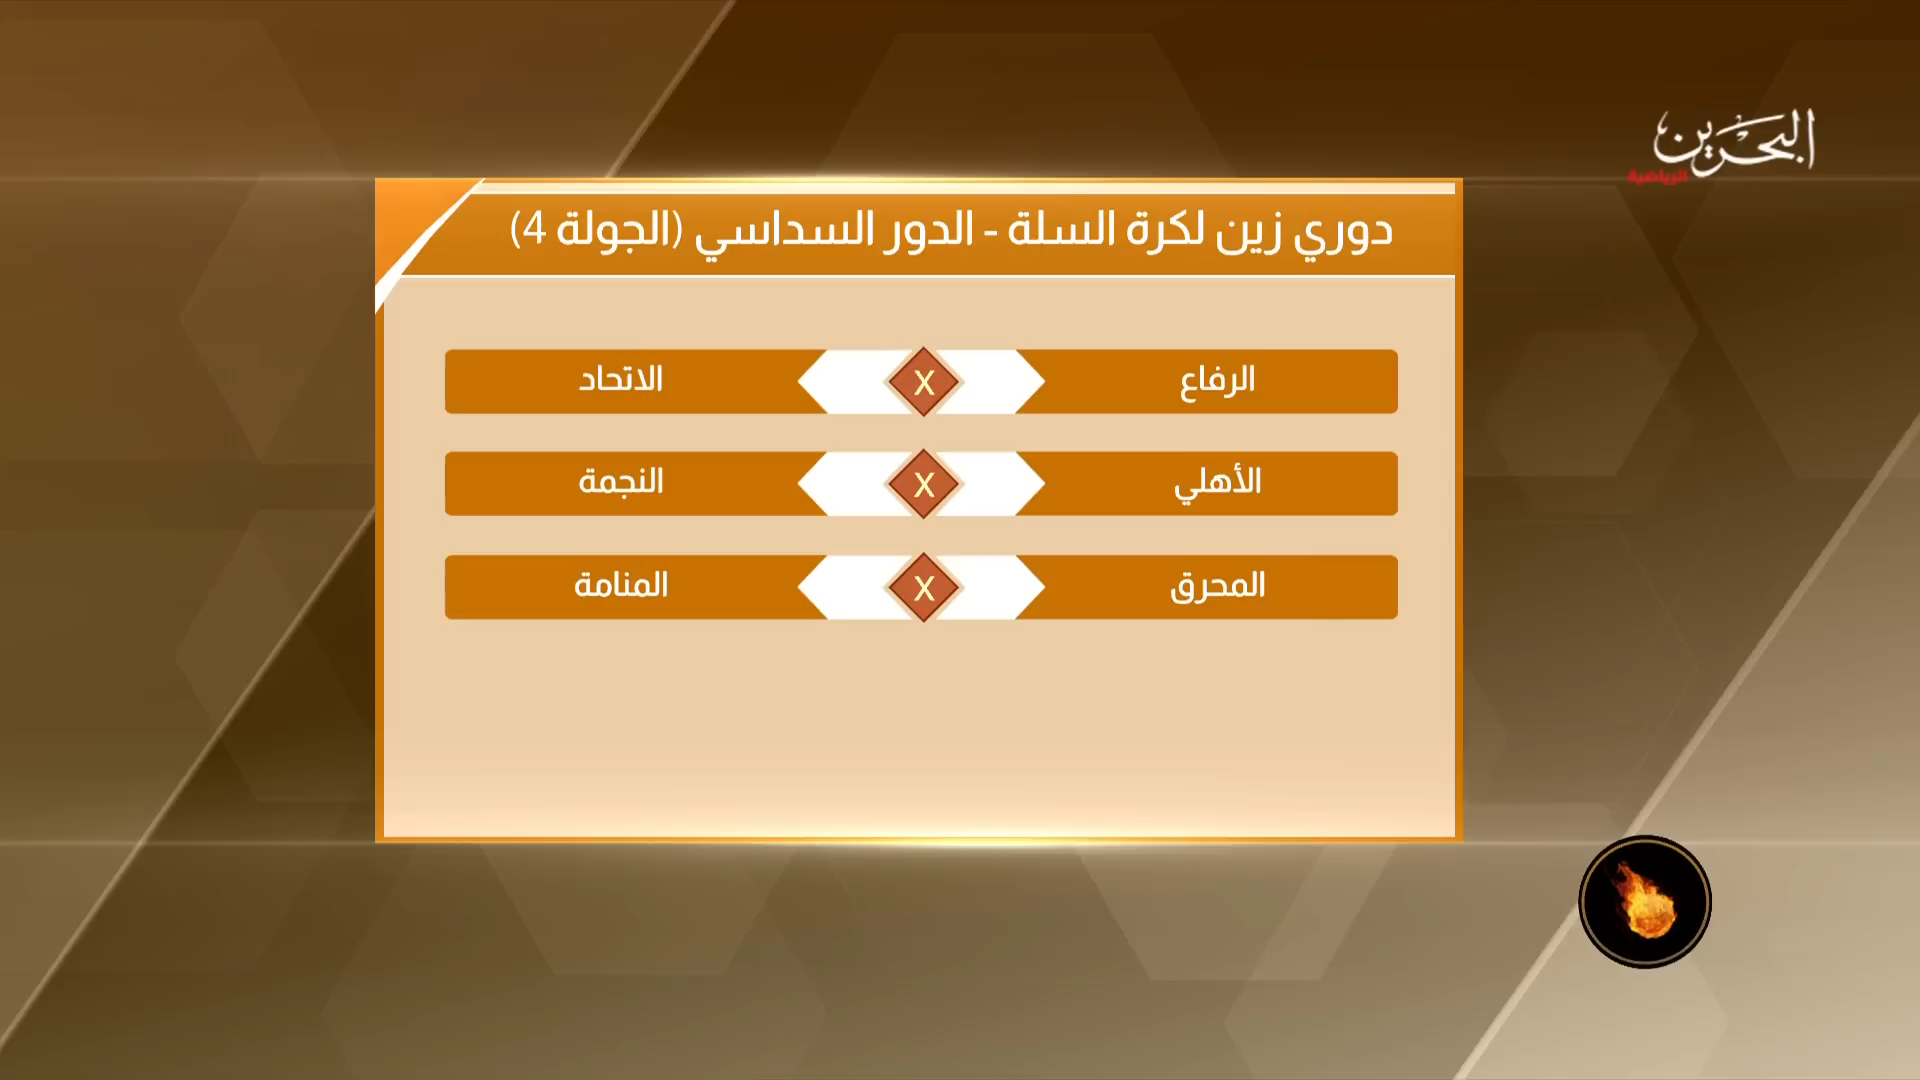 البحرين
الرياضية
دوري زين لكرة السلة - الدور السداسي (الجولة 4)
الرفاع X الاتحاد
الأهلي X النجمة
المحرق X المنامة